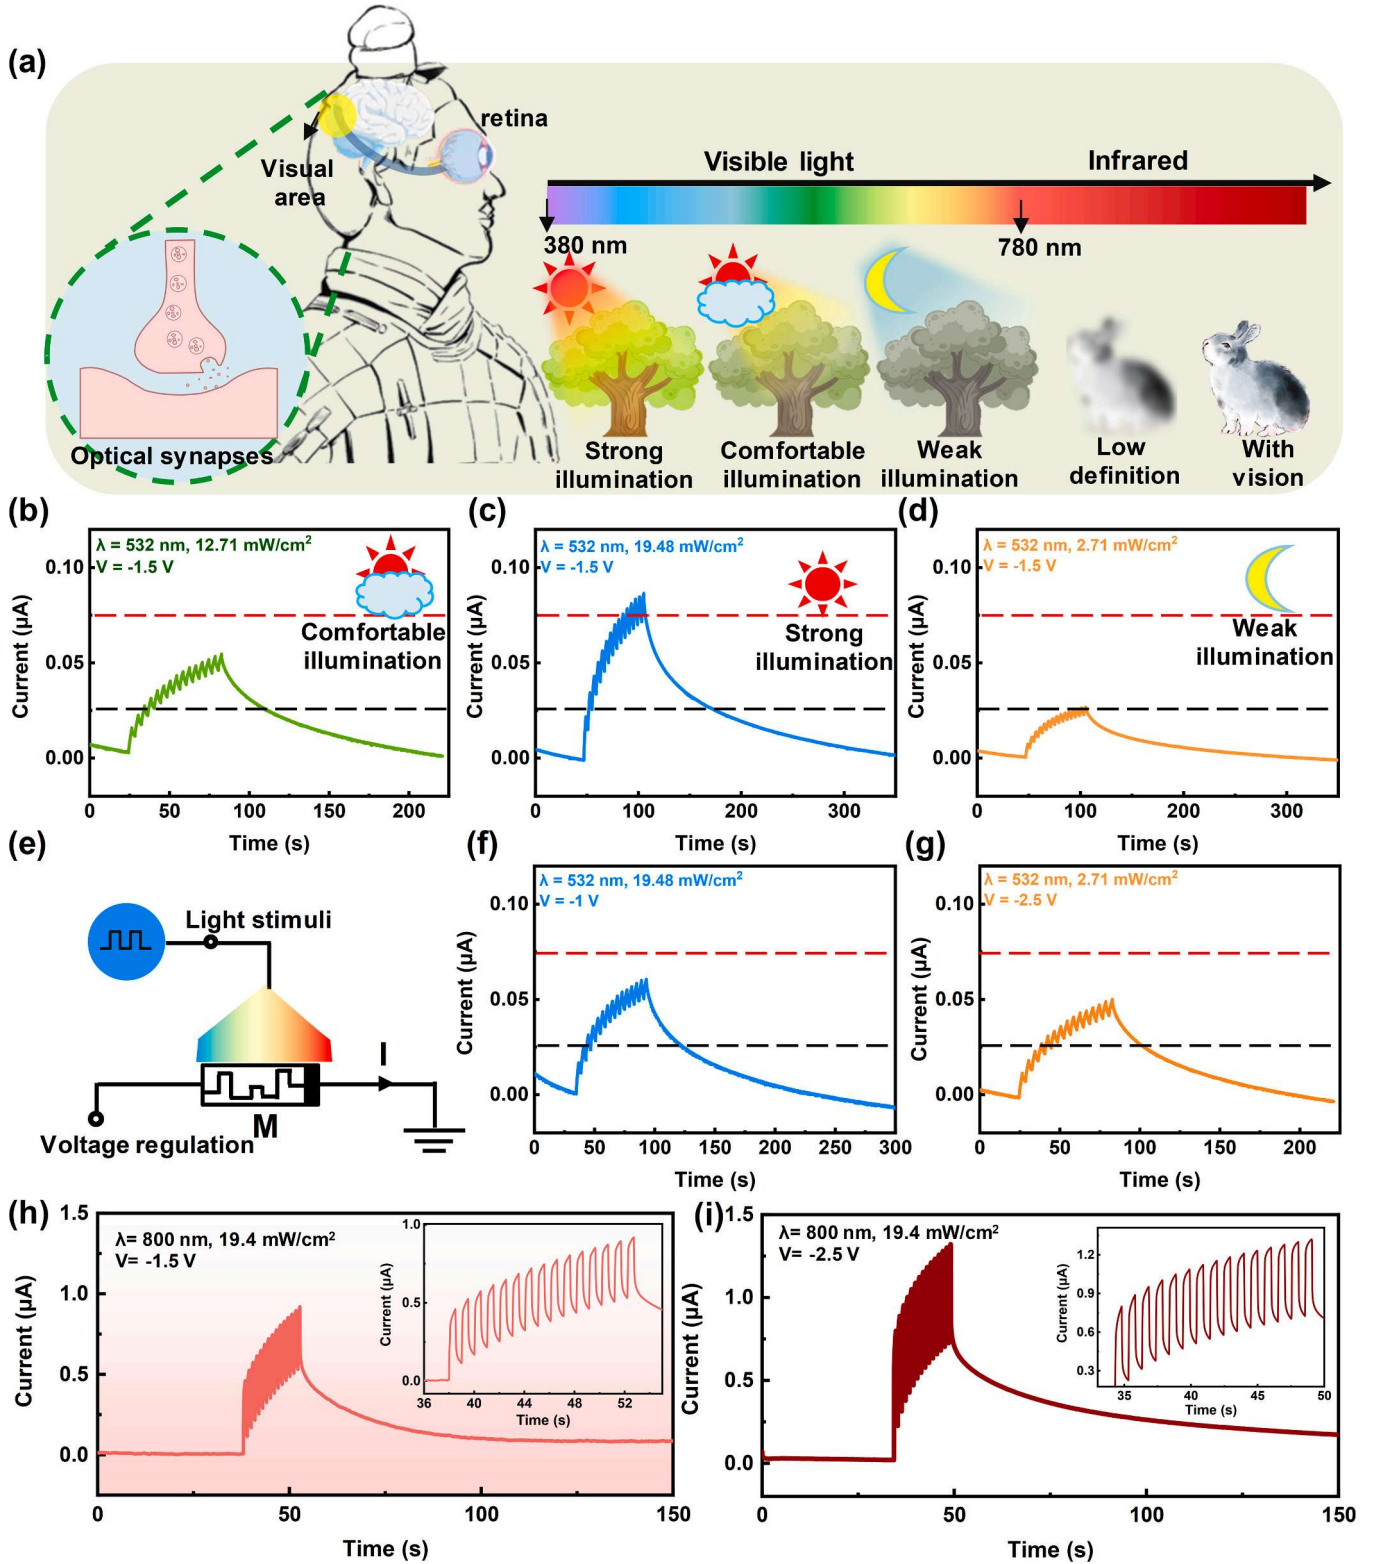 (a)
retina
Visual
area
Visible light
Infrared
380 nm
780 nm
Optical synapses
Strong
illumination
Comfortable
illumination
Weak
illumination
Low
definition
With
vision
(b)
λ = 532 nm, 12.71 mW/cm²
V = -1.5 V
Comfortable
illumination
Current (μA)
0.10
0.05
0.00
0 50 100 150 200
Time (s)
(c)
λ = 532 nm, 19.48 mW/cm²
V = -1.5 V
Strong
illumination
Current (μA)
0.10
0.05
0.00
0 100 200 300
Time (s)
(d)
λ = 532 nm, 2.71 mW/cm²
V = -1.5 V
Weak
illumination
Current (μA)
0.10
0.05
0.00
0 100 200 300
Time (s)
(e)
Light stimuli
I
M
Voltage regulation
(f)
λ = 532 nm, 19.48 mW/cm²
V = -1 V
Current (μA)
0.10
0.05
0.00
0 50 100 150 200 250 300
Time (s)
(g)
λ = 532 nm, 2.71 mW/cm²
V = -2.5 V
Current (μA)
0.10
0.05
0.00
0 50 100 150 200
Time (s)
(h)
λ= 800 nm, 19.4 mW/cm²
V= -1.5 V
Current (μA)
1.5
1.0
0.5
0.0
0 50 100 150
Time (s)
Current (μA)
1.0
0.5
0.0
36 40 44 48 52
Time (s)
(i)
λ= 800 nm, 19.4 mW/cm²
V= -2.5 V
Current (μA)
1.5
1.0
0.5
0.0
0 50 100 150
Time (s)
Current (μA)
1.2
0.9
0.6
0.3
35 40 45 50
Time (s)